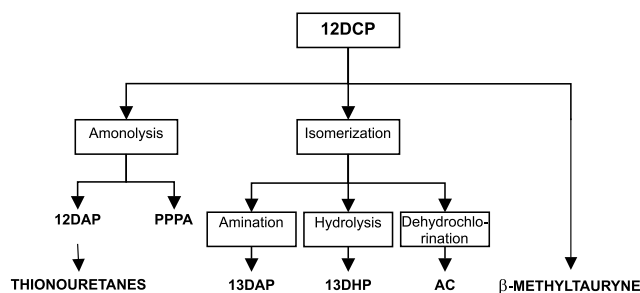 12DCP
Amonolysis
Isomerization
12DAP
PPPA
Amination
Hydrolysis
Dehydrochlo-
rination
THIONOURETANES
13DAP
13DHP
AC
β-METHYLTAURYNE